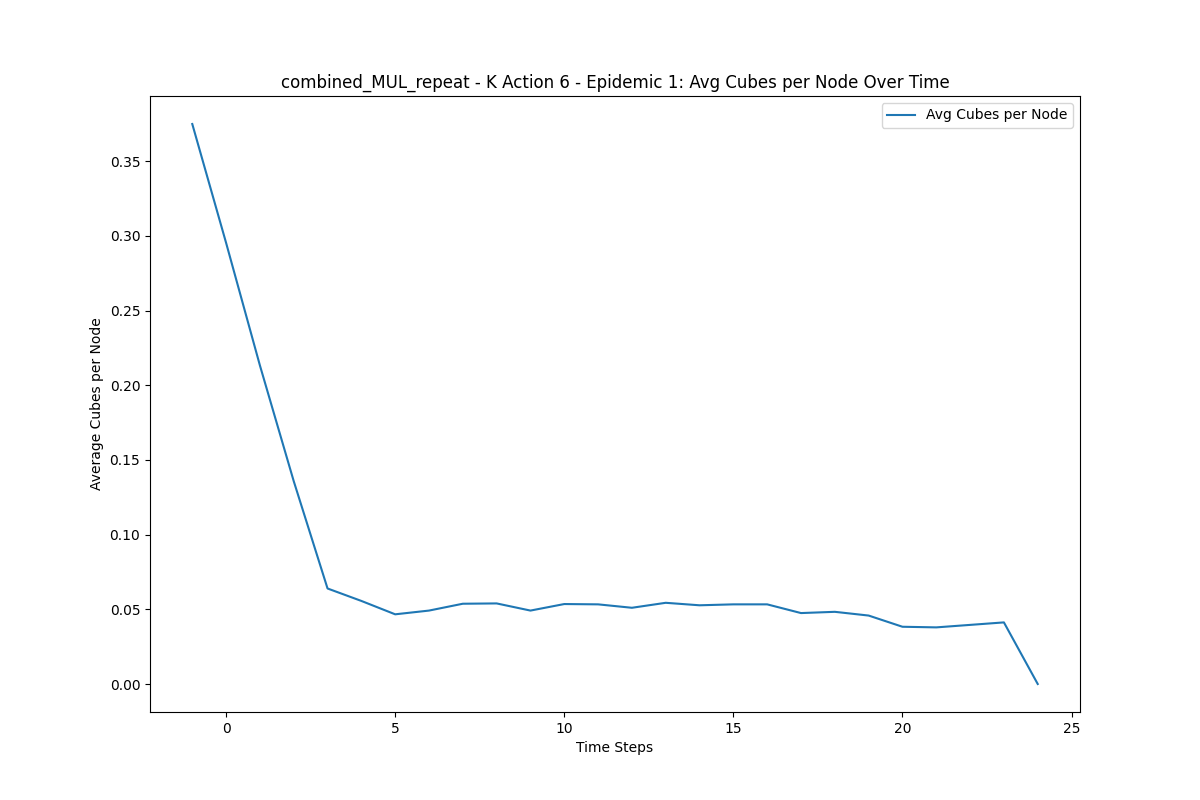 combined_MUL_repeat - K Action 6 - Epidemic 1: Avg Cubes per Node Over Time
Avg Cubes per Node
Average Cubes per Node
0.35
0.30
0.25
0.20
0.15
0.10
0.05
0.00
0 5 10 15 20 25
Time Steps